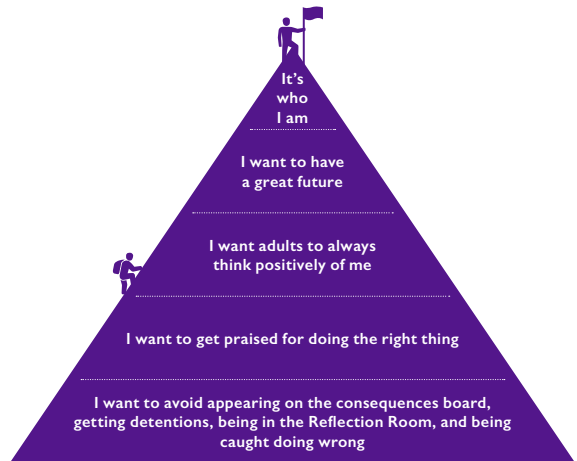 It's
who
I am
I want to have
a great future
I want adults to always
think positively of me
I want to get praised for doing the right thing
I want to avoid appearing on the consequences board,
getting detentions, being in the Reflection Room, and being
caught doing wrong